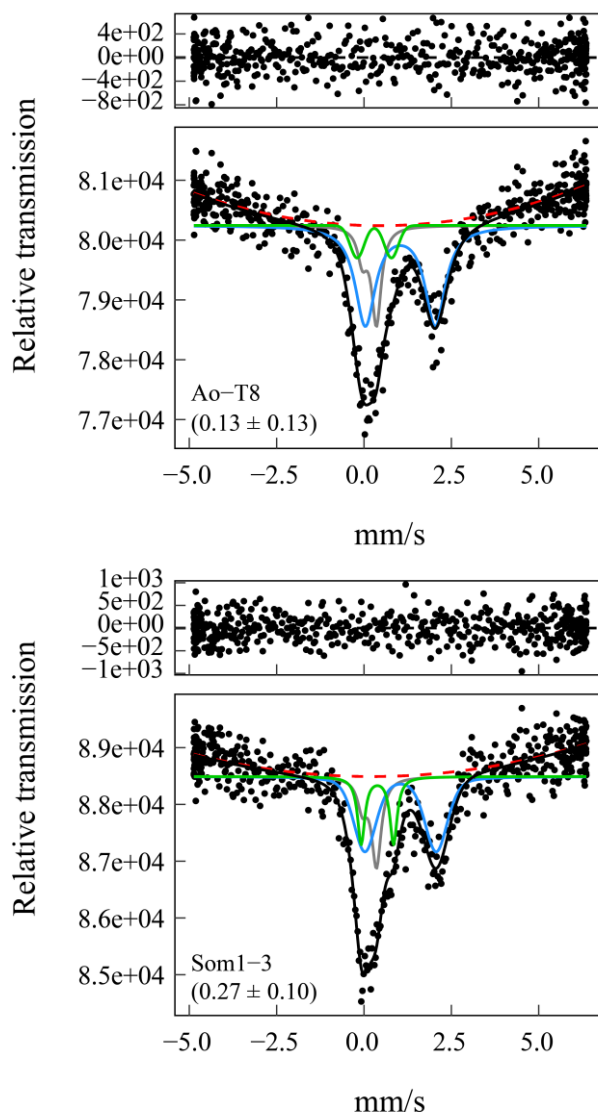 4e+02
0e+00
−4e+02
−8e+02
Relative transmission
8.1e+04
8.0e+04
7.9e+04
7.8e+04
7.7e+04
Ao−T8
(0.13 ± 0.13)
−5.0 −2.5 0.0 2.5 5.0
mm/s
1e+03
5e+02
0e+00
−5e+02
−1e+03
Relative transmission
8.9e+04
8.8e+04
8.7e+04
8.6e+04
8.5e+04
Som1−3
(0.27 ± 0.10)
−5.0 −2.5 0.0 2.5 5.0
mm/s